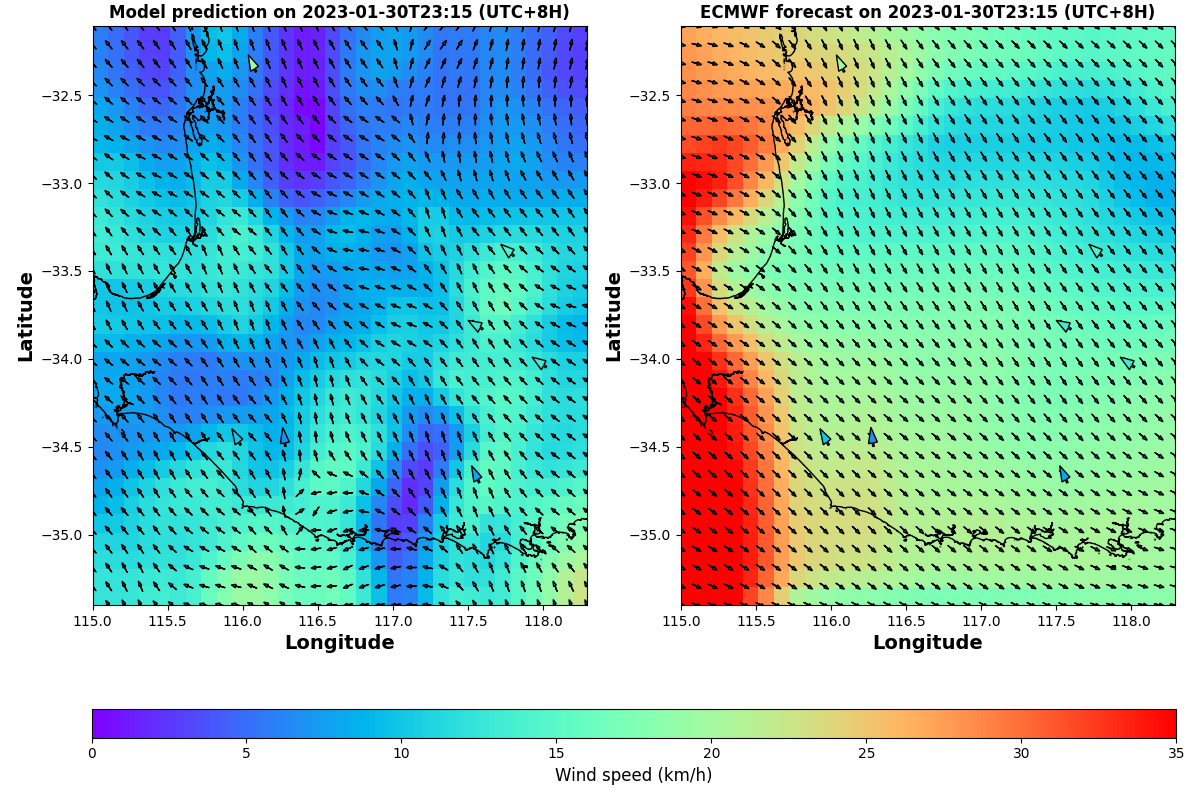 Model prediction on 2023-01-30T23:15 (UTC+8H)
ECMWF forecast on 2023-01-30T23:15 (UTC+8H)
Latitude
−32.5
−33.0
−33.5
−34.0
−34.5
−35.0
115.0 115.5 116.0 116.5 117.0 117.5 118.0
Longitude
Latitude
−32.5
−33.0
−33.5
−34.0
−34.5
−35.0
115.0 115.5 116.0 116.5 117.0 117.5 118.0
Longitude
0 5 10 15 20 25 30 35
Wind speed (km/h)